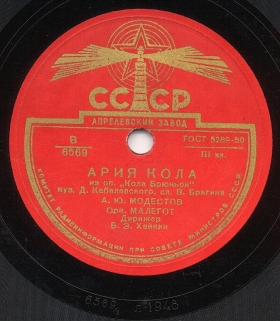 СССР
АПРЕЛЕВСКИЙ ЗАВОД
В
6569
ГОСТ 5289-50
III кв.
АРИЯ КОЛА
из оп. „Кола Брюньон"
муз. Д. Кабалевского, сл. В. Брагина
А. Ю. МОДЕСТОВ
Орк. МАЛЕГОТ
Дирижер
Б. Э. Хайкин
КОМИТЕТ РАДИОИНФОРМАЦИИ ПРИ СОВЕТЕ МИНИСТРОВ СССР